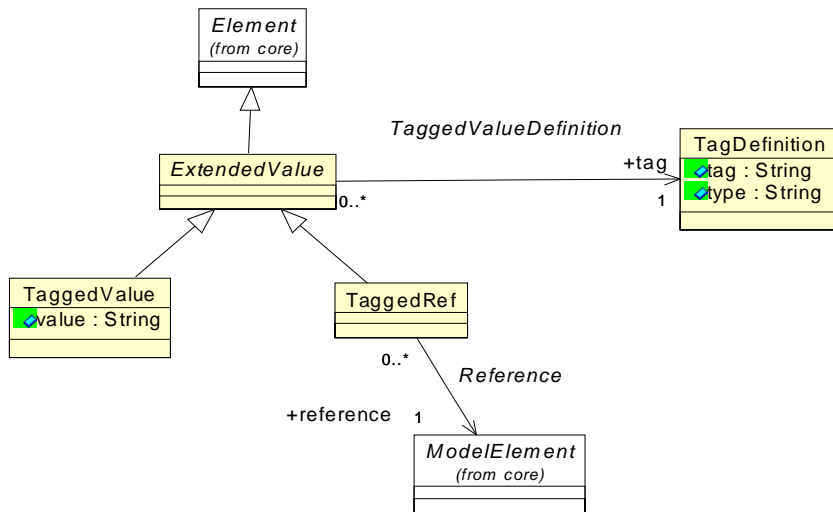 Element
(from core)
TaggedValueDefinition
ExtendedValue
TagDefinition
tag : String
type : String
+tag
0..*
1
TaggedValue
value : String
TaggedRef
0..*
Reference
+reference
1
ModelElement
(from core)